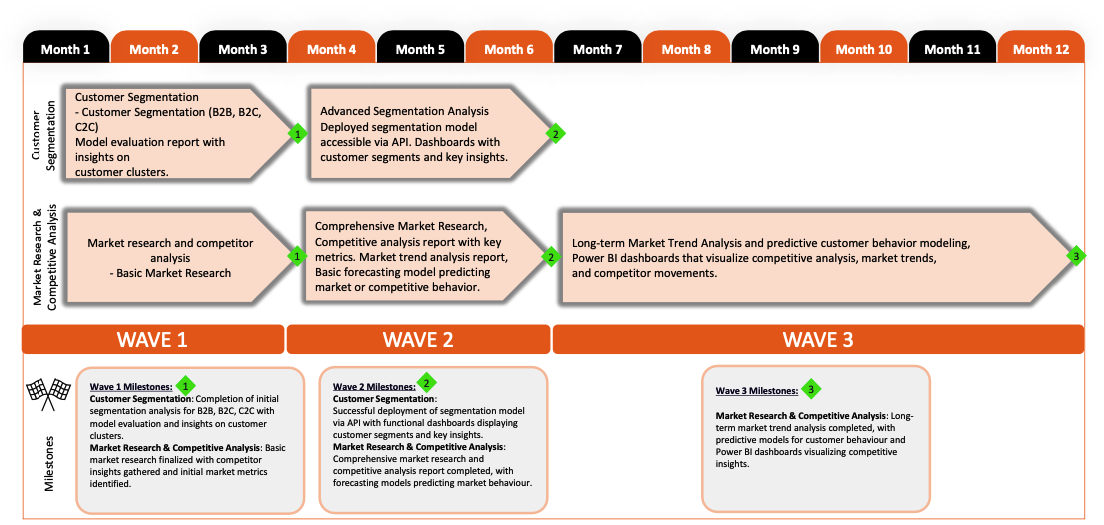 Month 1
Month 2
Month 3
Month 4
Month 5
Month 6
Month 7
Month 8
Month 9
Month 10
Month 11
Month 12
Customer
Segmentation
Customer Segmentation
- Customer Segmentation (B2B, B2C,
C2C)
Model evaluation report with
insights on
customer clusters.
1
Advanced Segmentation Analysis
Deployed segmentation model
accessible via API. Dashboards with
customer segments and key insights.
2
Market Research &
Competitive Analysis
Market research and competitor
analysis
- Basic Market Research
1
Comprehensive Market Research,
Competitive analysis report with key
metrics. Market trend analysis report,
Basic forecasting model predicting
market or competitive behavior.
2
Long-term Market Trend Analysis and predictive customer behavior modeling,
Power BI dashboards that visualize competitive analysis, market trends,
and competitor movements.
3
WAVE 1
WAVE 2
WAVE 3
Milestones
Wave 1 Milestones: 1
Customer Segmentation: Completion of initial
segmentation analysis for B2B, B2C, C2C with
model evaluation and insights on customer
clusters.
Market Research & Competitive Analysis: Basic
market research finalized with competitor
insights gathered and initial market metrics
identified.
Wave 2 Milestones: 2
Customer Segmentation:
Successful deployment of segmentation model
via API with functional dashboards displaying
customer segments and key insights.
Market Research & Competitive Analysis:
Comprehensive market research and
competitive analysis report completed, with
forecasting models predicting market behaviour.
Wave 3 Milestones: 3
Market Research & Competitive Analysis: Long-
term market trend analysis completed, with
predictive models for customer behaviour and
Power BI dashboards visualizing competitive
insights.